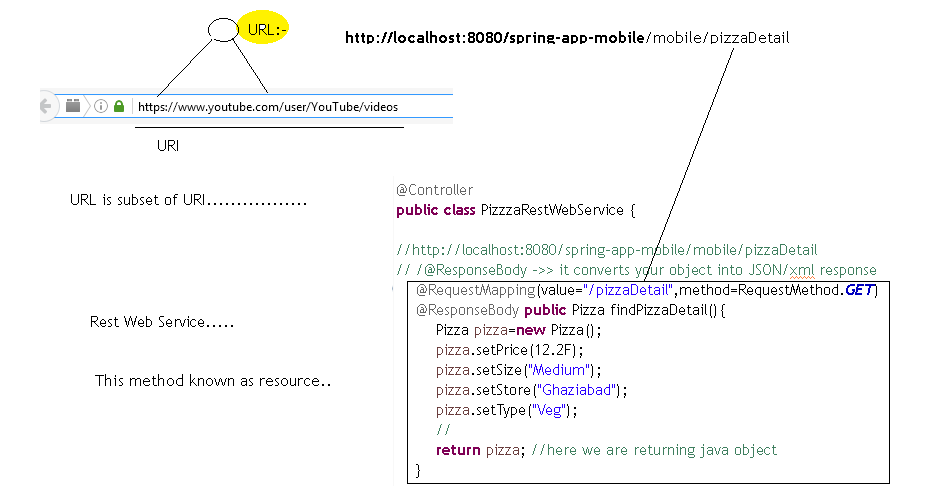 URL:-
http://localhost:8080/spring-app-mobile/mobile/pizzaDetail
https://www.youtube.com/user/YouTube/videos
URI
URL is subset of URI.................
@Controller
public class PizzzaRestWebService {
//http://localhost:8080/spring-app-mobile/mobile/pizzaDetail
// /@ResponseBody ->> it converts your object into JSON/xml response
@RequestMapping(value="/pizzaDetail",method=RequestMethod.GET)
@ResponseBody public Pizza findPizzaDetail(){
Rest Web Service.....
Pizza pizza=new Pizza();
pizza.setPrice(12.2F);
pizza.setSize("Medium");
This method known as resource..
pizza.setStore("Ghaziabad");
pizza.setType("Veg");
//
return pizza; //here we are returning java object
}